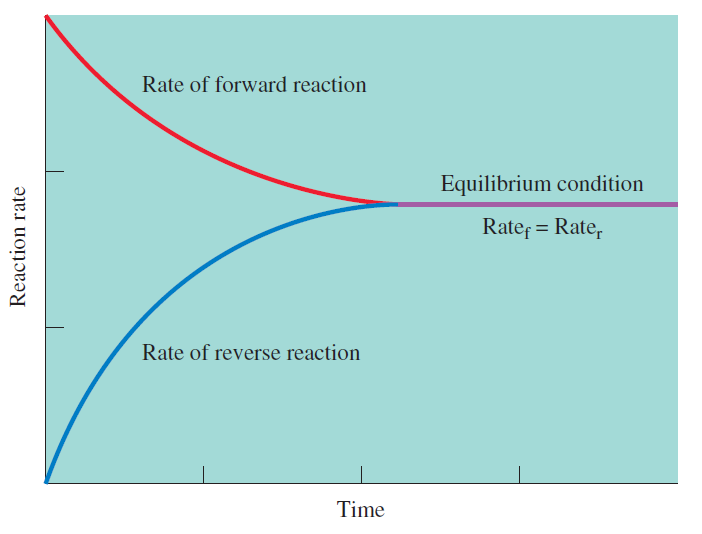 Rate of forward reaction
Equilibrium condition
Rate_f = Rate_r
Reaction rate
Rate of reverse reaction
Time